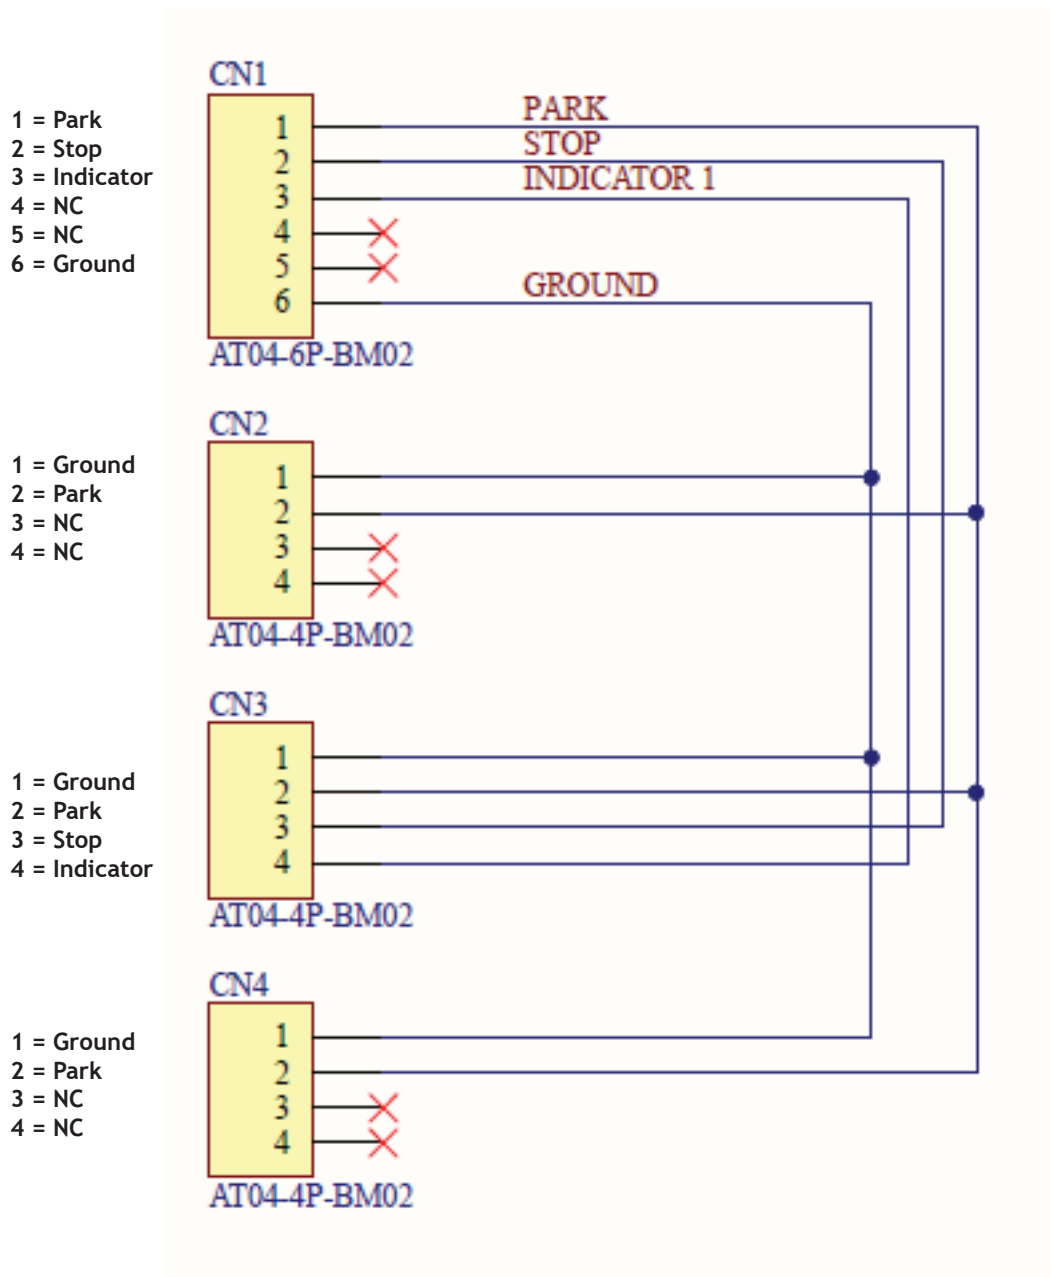 CN1
1 = Park
2 = Stop
3 = Indicator
4 = NC
5 = NC
6 = Ground
1
2
3
4
5
6
PARK
STOP
INDICATOR 1
GROUND
AT04-6P-BM02
CN2
1 = Ground
2 = Park
3 = NC
4 = NC
1
2
3
4
AT04-4P-BM02
CN3
1 = Ground
2 = Park
3 = Stop
4 = Indicator
1
2
3
4
AT04-4P-BM02
CN4
1 = Ground
2 = Park
3 = NC
4 = NC
1
2
3
4
AT04-4P-BM02